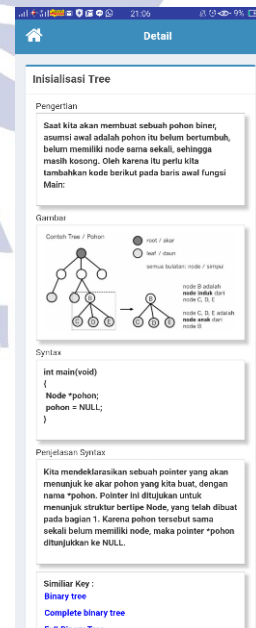 21:06
9%
Detail
Inisialisasi Tree
Pengertian
Saat kita akan membuat sebuah pohon biner,
asumsi awal adalah pohon itu belum bertumbuh,
belum memiliki node sama sekali, sehingga
masih kosong. Oleh karena itu perlu kita
tambahkan kode berikut pada baris awal fungsi
Main:
Gambar
Contoh Tree / Pohon
root / akar
leaf / daun
semua bulatan: node / simpul
B
C D E
B
C D E
node B adalah
node induk dari
node C, D, E
node C, D, E adalah
node anak dari
node B
Syntax
int main(void)
{
Node *pohon;
pohon = NULL;
}
Penjelasan Syntax
Kita mendeklarasikan sebuah pointer yang akan
menunjuk ke akar pohon yang kita buat, dengan
nama *pohon. Pointer ini ditujukan untuk
menunjuk struktur bertipe Node, yang telah dibuat
pada bagian 1. Karena pohon tersebut sama
sekali belum memiliki node, maka pointer *pohon
ditunjukkan ke NULL.
Similiar Key :
Binary tree
Complete binary tree
Full Binary Tree